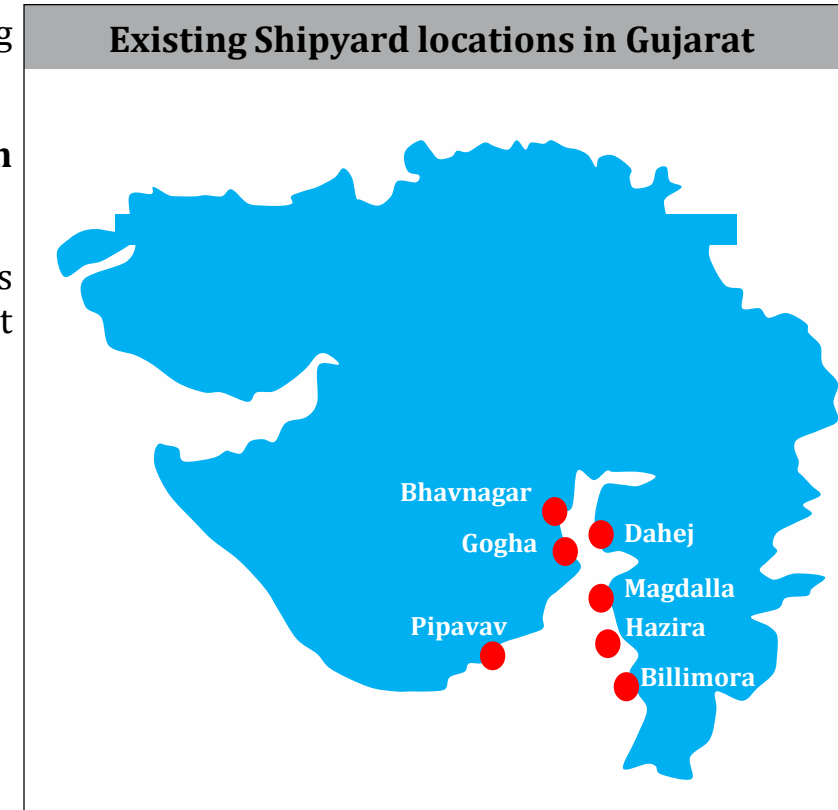 g
Existing Shipyard locations in Gujarat
s
t
Bhavnagar
Gogha
Dahej
Magdalla
Pipavav
Hazira
Billimora